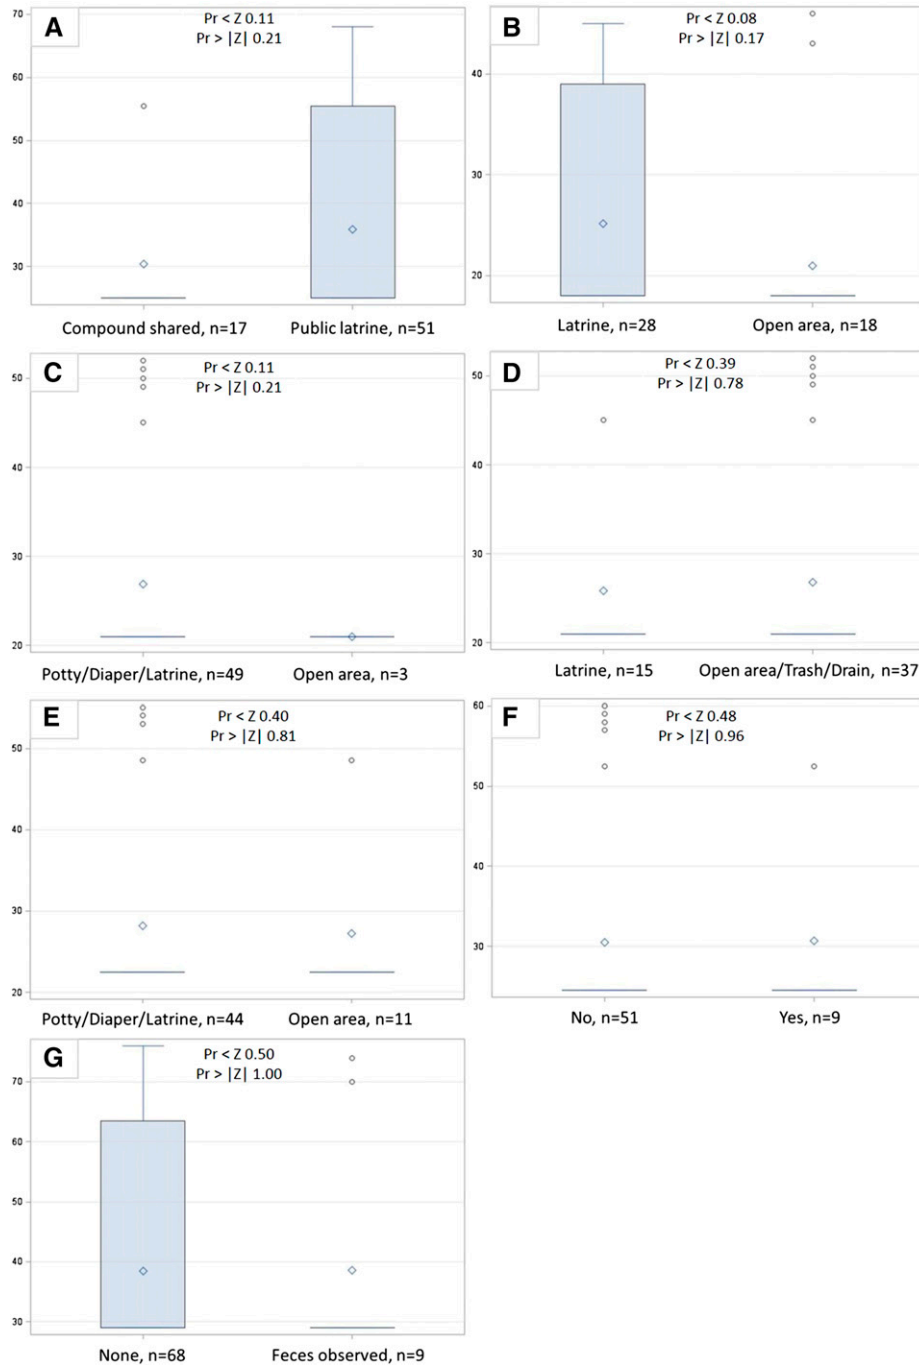 A
Pr < Z 0.11
Pr > |Z| 0.21
70
60
50
40
30
Compound shared, n=17 Public latrine, n=51
B
Pr < Z 0.08
Pr > |Z| 0.17
40
30
20
Latrine, n=28 Open area, n=18
C
Pr < Z 0.11
Pr > |Z| 0.21
50
40
30
20
Potty/Diaper/Latrine, n=49 Open area, n=3
D
Pr < Z 0.39
Pr > |Z| 0.78
50
40
30
20
Latrine, n=15 Open area/Trash/Drain, n=37
E
Pr < Z 0.40
Pr > |Z| 0.81
50
40
30
20
Potty/Diaper/Latrine, n=44 Open area, n=11
F
Pr < Z 0.48
Pr > |Z| 0.96
60
50
40
30
No, n=51 Yes, n=9
G
Pr < Z 0.50
Pr > |Z| 1.00
70
60
50
40
30
None, n=68 Feces observed, n=9